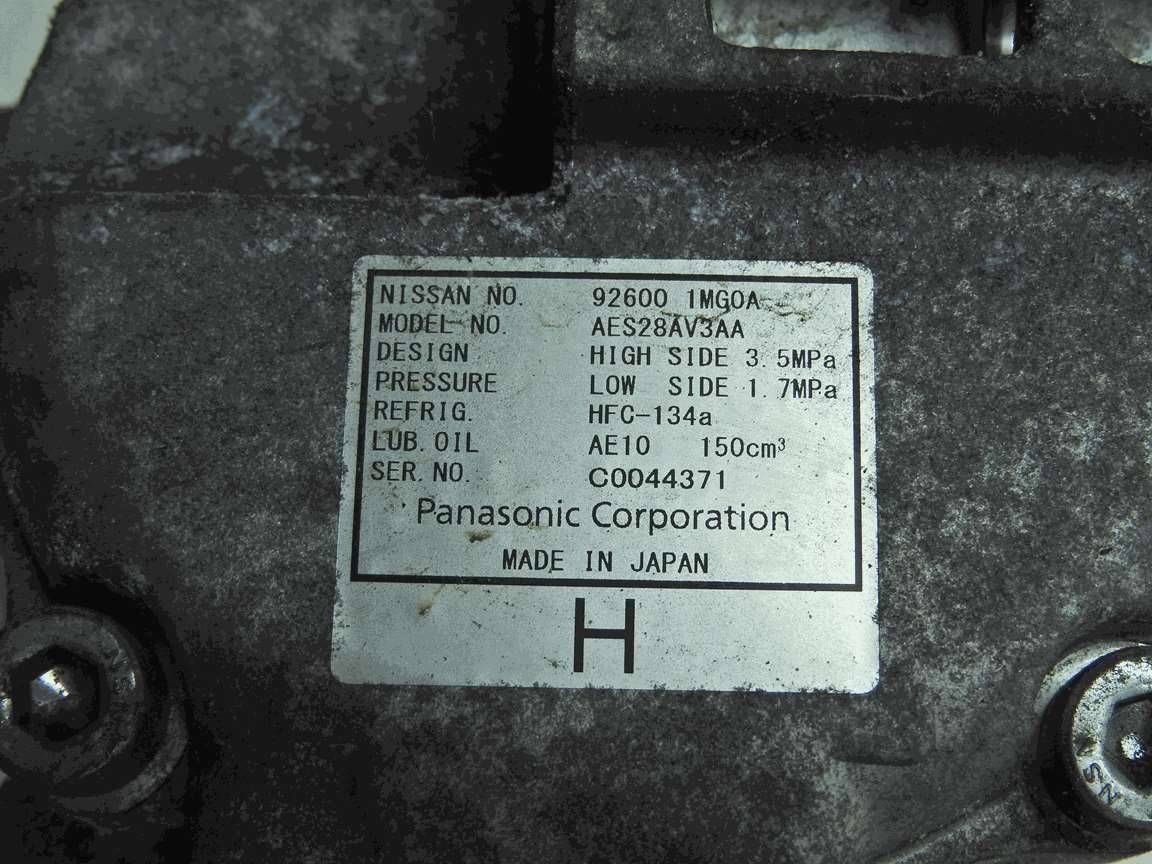 NISSAN NO. 92600 1MG0A
MODEL NO. AES28AV3AA
DESIGN HIGH SIDE 3.5MPa
PRESSURE LOW SIDE 1.7MPa
REFRIG. HFC-134a
LUB. OIL AE10 150cm³
SER. NO. C0044371
Panasonic Corporation
MADE IN JAPAN
H